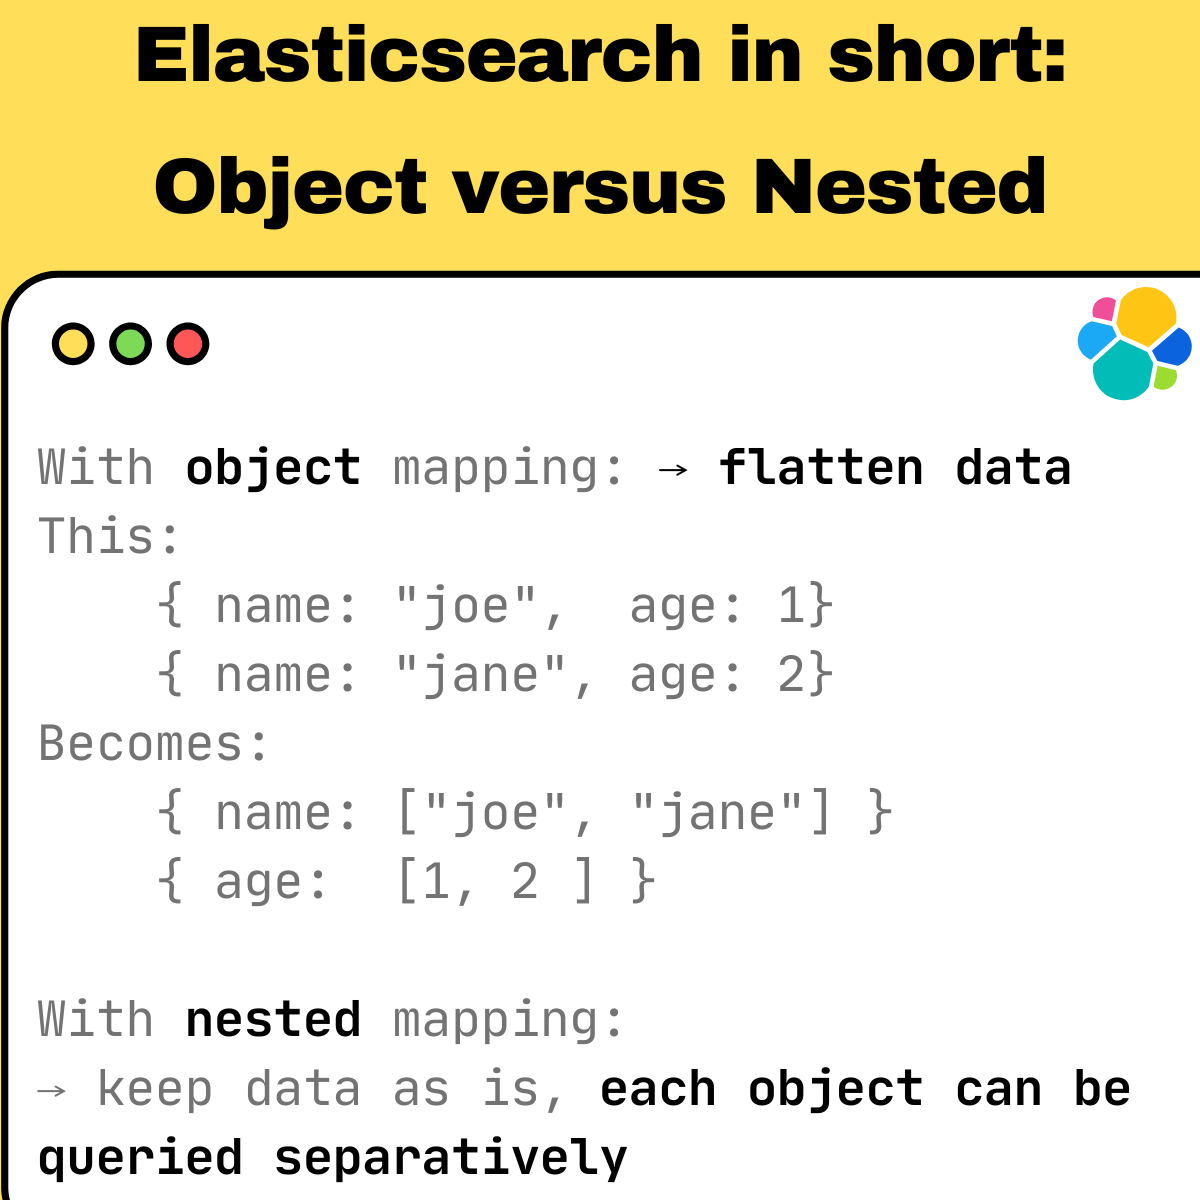 Elasticsearch in short:
Object versus Nested
With object mapping: → flatten data
This:
{ name: "joe",  age: 1}
{ name: "jane", age: 2}
Becomes:
{ name: ["joe", "jane"] }
{ age:  [1, 2 ] }
With nested mapping:
→ keep data as is, each object can be
queried separatively